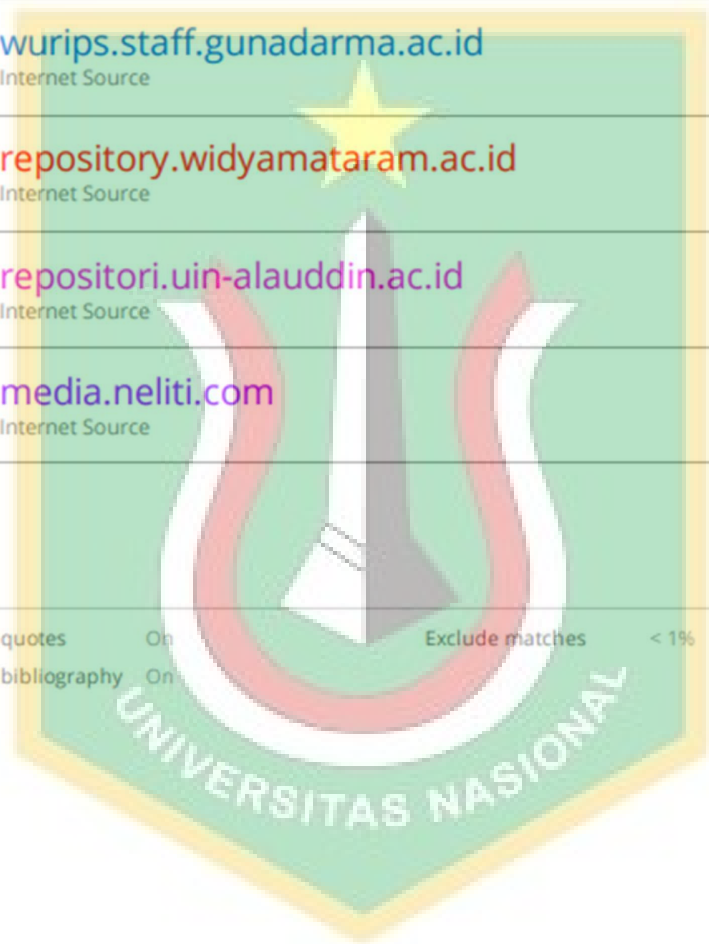 wurips.staff.gunadarma.ac.id
Internet Source
repository.widyamataram.ac.id
Internet Source
repositori.uin-alauddin.ac.id
Internet Source
media.neliti.com
Internet Source
quotes On Exclude matches < 1%
bibliography On
UNIVERSITAS NASIONAL